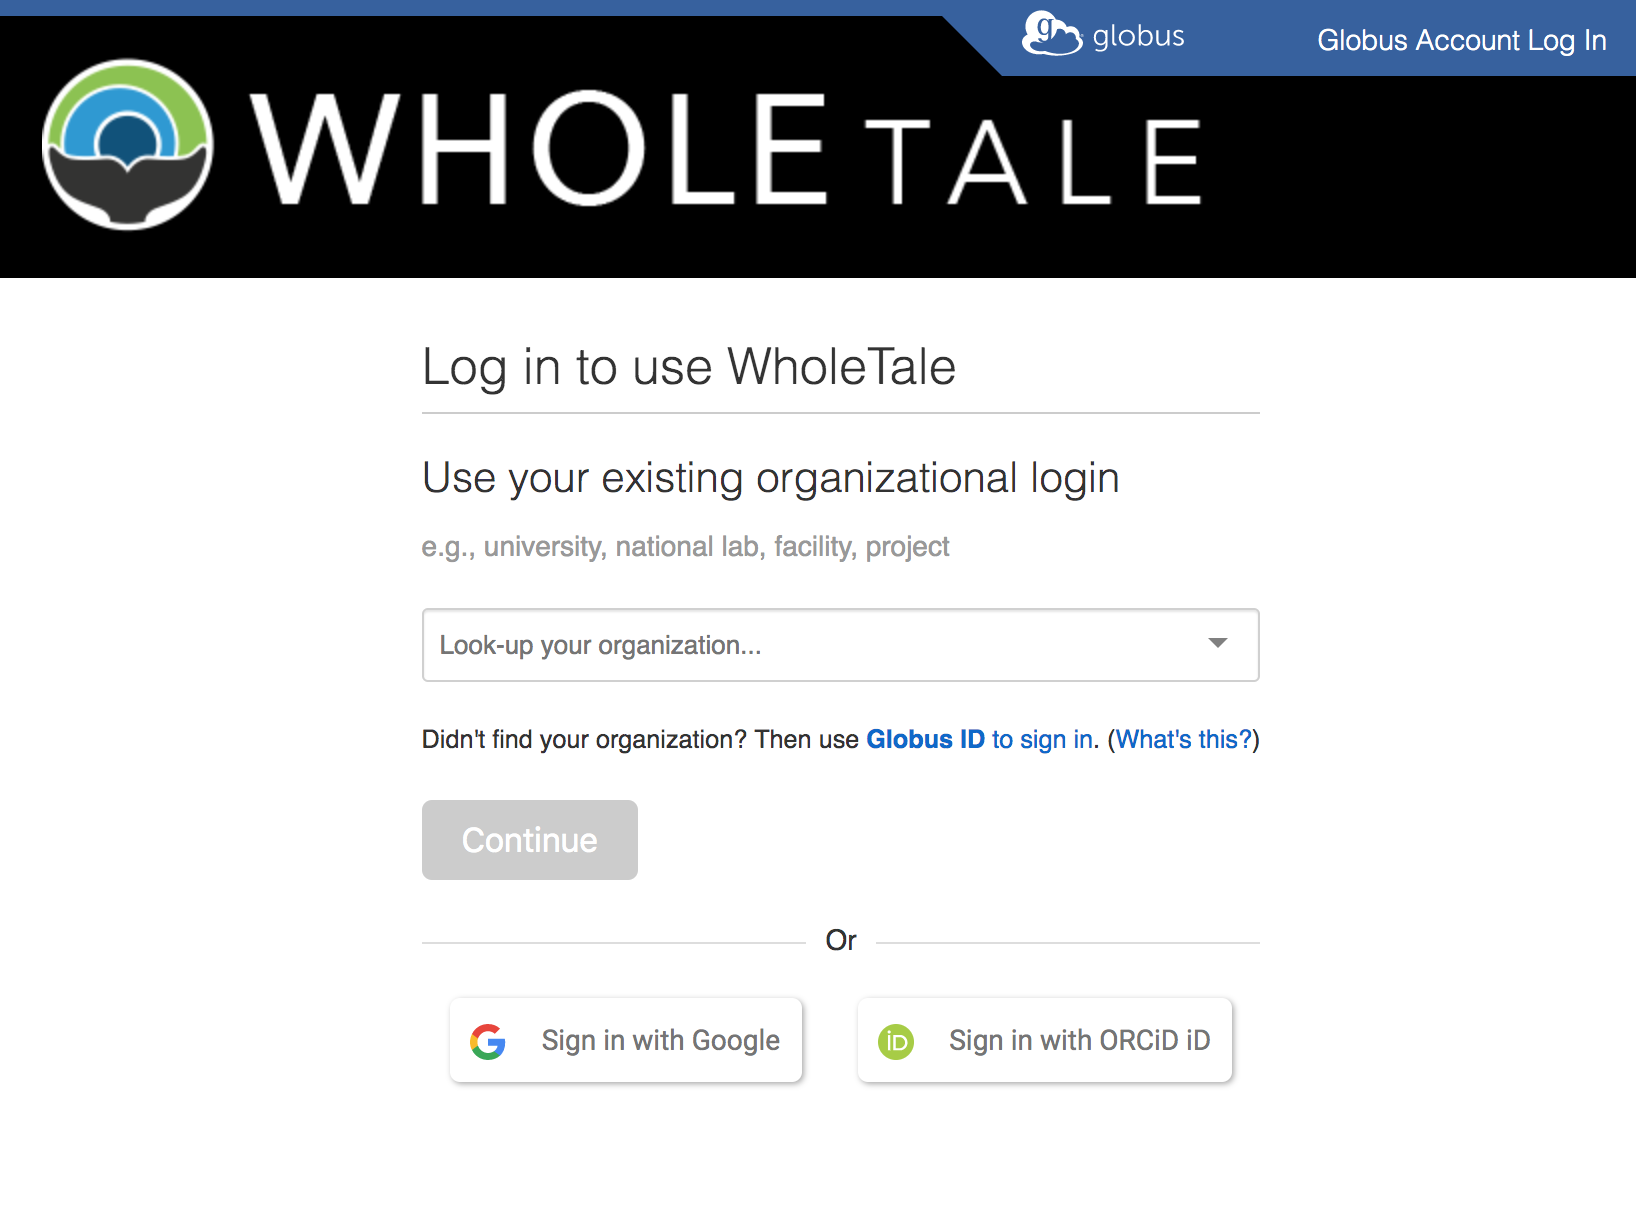 globus
Globus Account Log In
WHOLE TALE
Log in to use WholeTale
Use your existing organizational login
e.g., university, national lab, facility, project
Look-up your organization...
Didn't find your organization? Then use Globus ID to sign in. (What's this?)
Continue
Or
Sign in with Google
iD Sign in with ORCiD iD